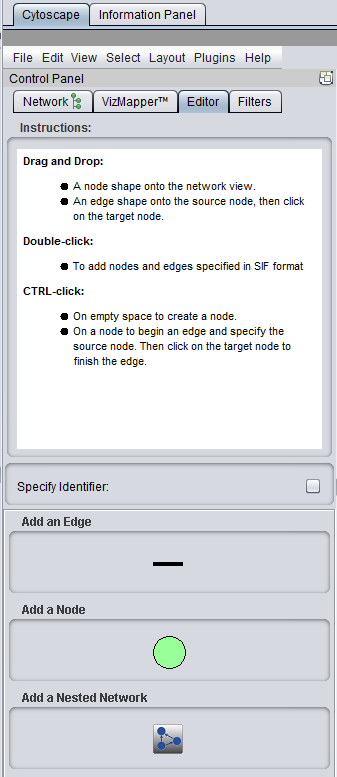 Cytoscape Information Panel
File Edit View Select Layout Plugins Help
Control Panel
Network VizMapper™ Editor Filters
Instructions:
Drag and Drop:
A node shape onto the network view.
An edge shape onto the source node, then click
on the target node.
Double-click:
To add nodes and edges specified in SIF format
CTRL-click:
On empty space to create a node.
On a node to begin an edge and specify the
source node. Then click on the target node to
finish the edge.
Specify Identifier:
Add an Edge
Add a Node
Add a Nested Network